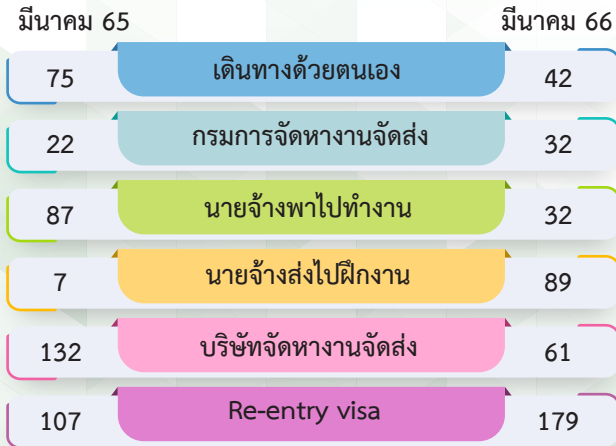 มีนาคม 65 มีนาคม 66
75 เดินทางด้วยตนเอง 42
22 กรมการจัดหางานจัดส่ง 32
87 นายจ้างพาไปทำงาน 32
7 นายจ้างส่งไปฝึกงาน 89
132 บริษัทจัดหางานจัดส่ง 61
107 Re-entry visa 179